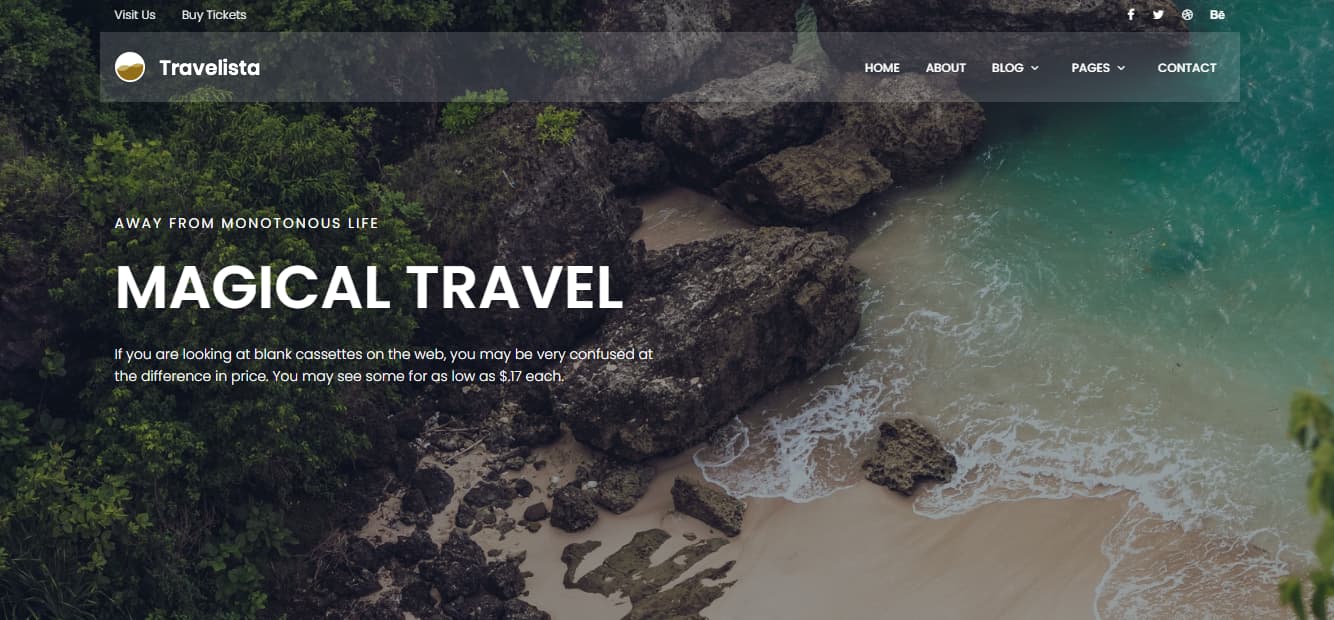 Visit Us Buy Tickets Bē
Travelista HOME ABOUT BLOG PAGES CONTACT
AWAY FROM MONOTONOUS LIFE
MAGICAL TRAVEL
If you are looking at blank cassettes on the web, you may be very confused at
the difference in price. You may see some for as low as $.17 each.